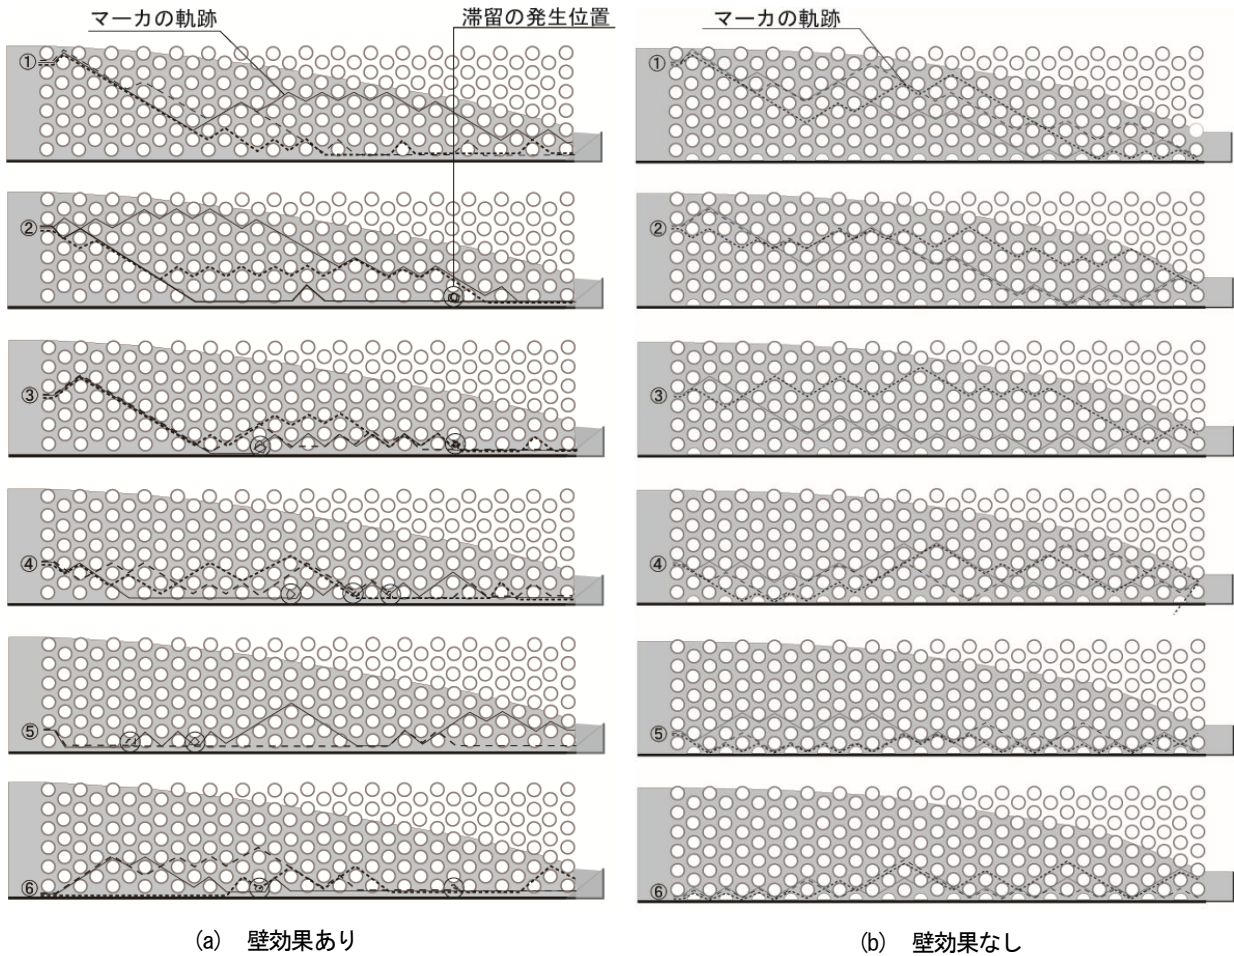 マーカの軌跡
滞留の発生位置
マーカの軌跡
①
①
②
②
③
③
④
④
⑤
⑤
⑥
⑥
(a) 壁効果あり
(b) 壁効果なし